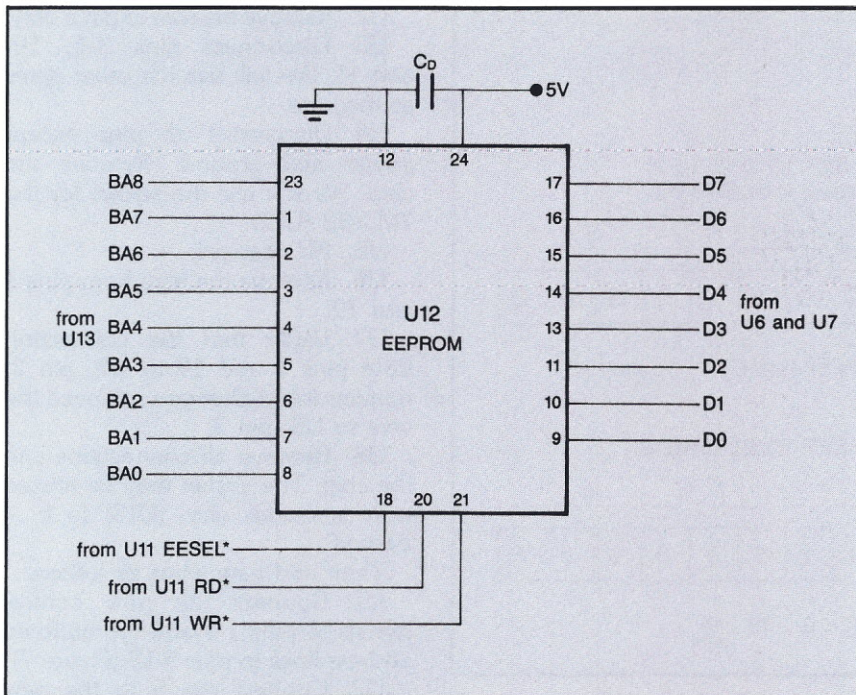 C_D
5V
12 24
BA8 23 17 D7
BA7 1 16 D6
BA6 2 15 D5
BA5 3 14 D4
from U13 BA4 4 13 D3 from U6 and U7
BA3 5 11 D2
BA2 6 10 D1
BA1 7 9 D0
BA0 8
U12
EEPROM
18 20 21
from U11 EESEL*
from U11 RD*
from U11 WR*